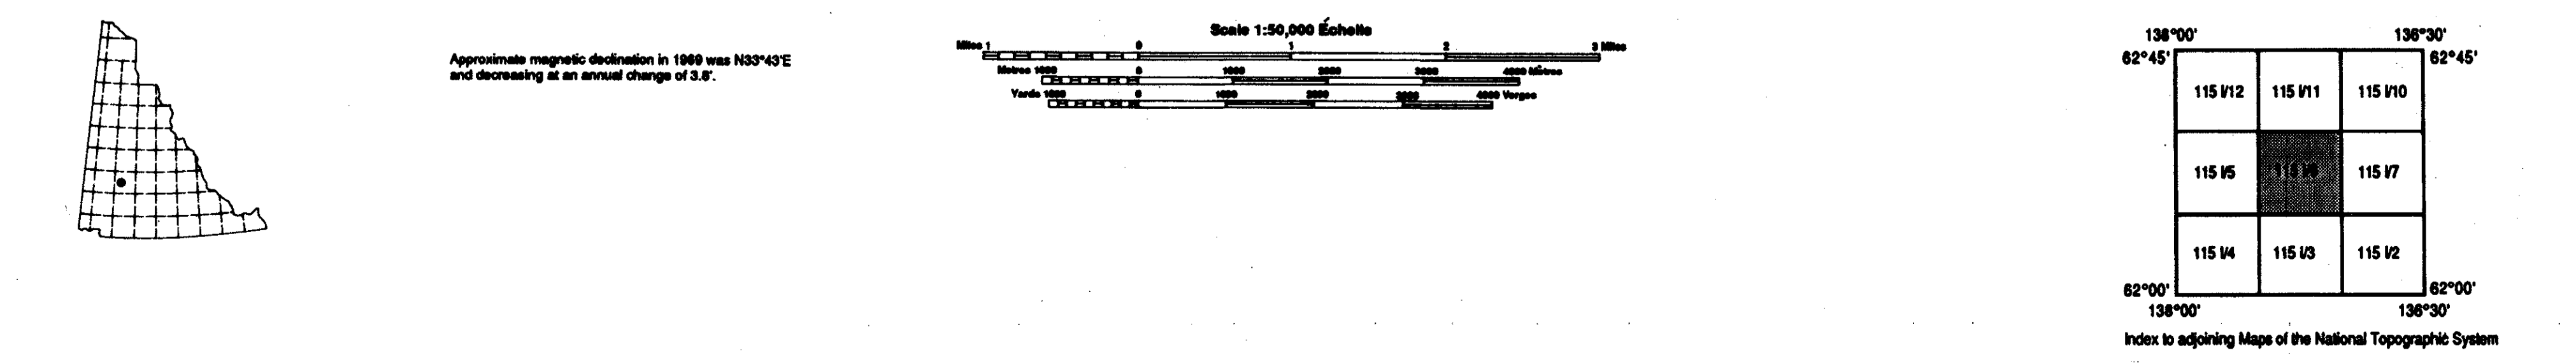 Approximate magnetic declination in 1969 was N33°43'E
and decreasing at an annual change of 3.8'.
Scale 1:50,000 Échelle
Miles 1 0 1 2 3 Miles
Metres 1000 0 1000 2000 3000 4000 Mètres
Yards 1000 0 1000 2000 3000 4000 Verges
138°00' 136°30'
62°45' 62°45'
115 I/12 115 I/11 115 I/10
115 I/5 115 I/6 115 I/7
115 I/4 115 I/3 115 I/2
62°00' 62°00'
138°00' 136°30'
Index to adjoining Maps of the National Topographic System